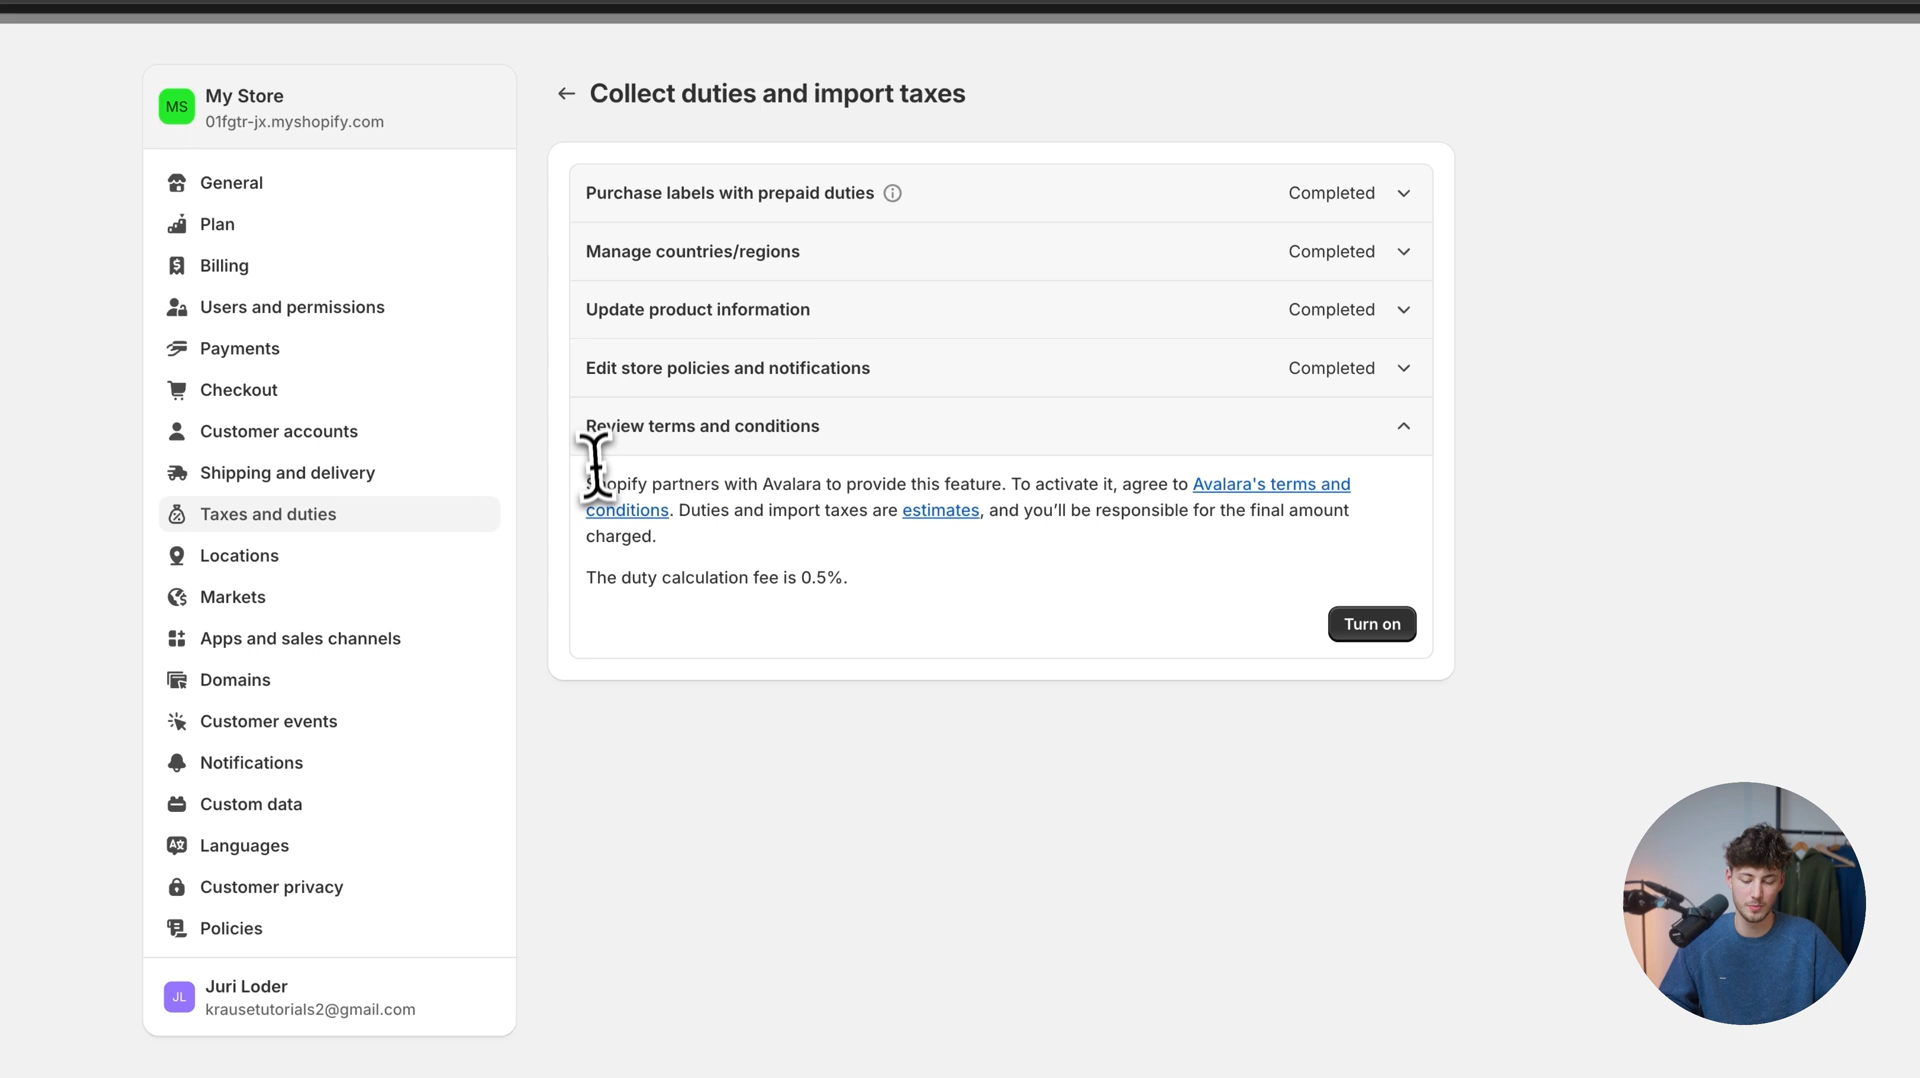 MS
My Store
01fgtr-jx.myshopify.com
General
Plan
Billing
Users and permissions
Payments
Checkout
Customer accounts
Shipping and delivery
Taxes and duties
Locations
Markets
Apps and sales channels
Domains
Customer events
Notifications
Custom data
Languages
Customer privacy
Policies
JL
Juri Loder
krausetutorials2@gmail.com
Collect duties and import taxes
Purchase labels with prepaid duties
Completed
Manage countries/regions
Completed
Update product information
Completed
Edit store policies and notifications
Completed
Review terms and conditions
Shopify partners with Avalara to provide this feature. To activate it, agree to Avalara's terms and
conditions. Duties and import taxes are estimates, and you’ll be responsible for the final amount
charged.
The duty calculation fee is 0.5%.
Turn on